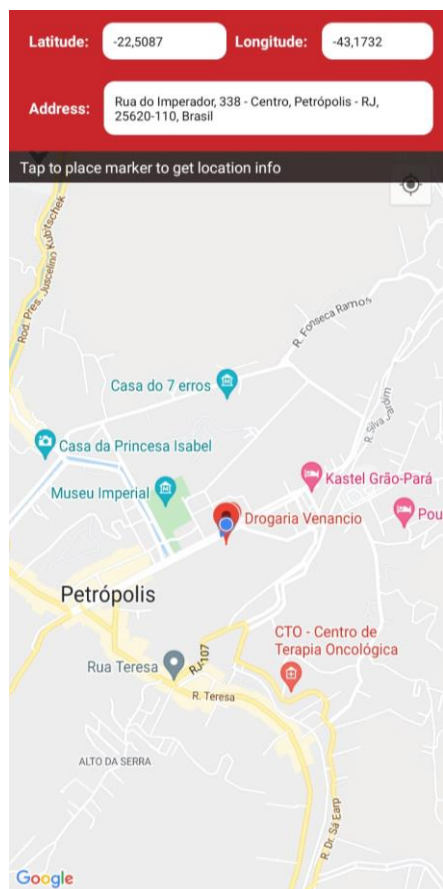 Latitude:
-22,5087
Longitude:
-43,1732
Address:
Rua do Imperador, 338 - Centro, Petrópolis - RJ,
25620-110, Brasil
Tap to place marker to get location info
Rod. Pres. Juscelino Kubitschek
R. Fonseca Ramos
Casa do 7 erros
R. Silva Jardim
Casa da Princesa Isabel
Kastel Grão-Pará
Museu Imperial
Pou
Drogaria Venancio
Petrópolis
CTO - Centro de
Terapia Oncológica
RJ-107
Rua Teresa
R. Teresa
ALTO DA SERRA
R. Dr. Sá Earp
Google